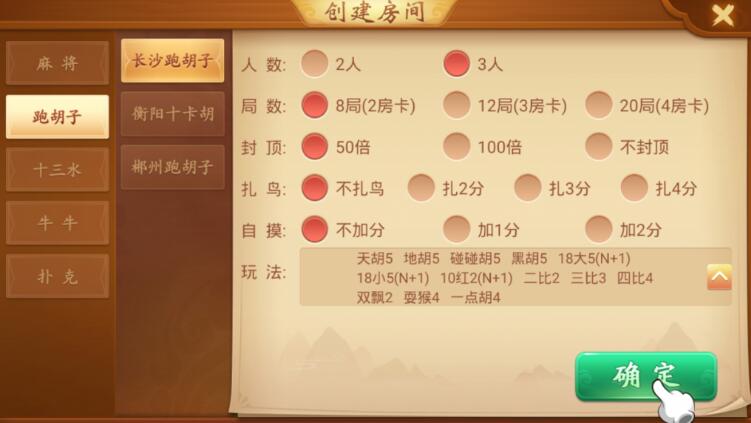 创建房间
麻将
跑胡子
十三水
牛牛
扑克
长沙跑胡子
衡阳十卡胡
郴州跑胡子
人数: 2人 3人
局数: 8局(2房卡) 12局(3房卡) 20局(4房卡)
封顶: 50倍 100倍 不封顶
扎鸟: 不扎鸟 扎2分 扎3分 扎4分
自摸: 不加分 加1分 加2分
玩法: 天胡5 地胡5 碰碰胡5 黑胡5 18大5(N+1)
18小5(N+1) 10红2(N+1) 二比2 三比3 四比4
双飘2 耍猴4 一点胡4
确定